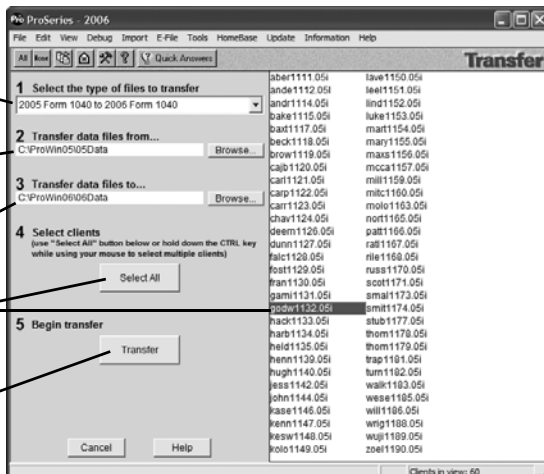 ProSeries - 2006
File Edit View Debug Import E-File Tools HomeBase Update Information Help
All None Quick Answers Transfer
1 Select the type of files to transfer
2005 Form 1040 to 2006 Form 1040
2 Transfer data files from...
C:\ProWin05\05Data Browse...
3 Transfer data files to...
C:\ProWin06\06Data Browse...
4 Select clients
(use "Select All" button below or hold down the CTRL key
while using your mouse to select multiple clients)
Select All
5 Begin transfer
Transfer
Cancel Help
aber1111.05i lave1150.05i
ande1112.05i leel1151.05i
andr1114.05i lind1152.05i
bake1115.05i luke1153.05i
baxt1117.05i mart1154.05i
beck1118.05i mary1155.05i
brow1119.05i maxs1156.05i
cajb1120.05i mcca1157.05i
carl1121.05i mill1159.05i
carp1122.05i mitc1160.05i
carr1123.05i molo1163.05i
chav1124.05i nort1165.05i
deem1126.05i patt1166.05i
dunn1127.05i ratl1167.05i
falc1128.05i rile1168.05i
fost1129.05i russ1170.05i
fran1130.05i scot1171.05i
gami1131.05i smal1173.05i
godw1132.05i smit1174.05i
hack1133.05i stub1177.05i
harb1134.05i thom1178.05i
held1135.05i thom1179.05i
henn1139.05i trap1181.05i
hugh1140.05i turn1182.05i
jess1142.05i walk1183.05i
john1144.05i wese1185.05i
kase1146.05i will1186.05i
kenn1147.05i wrig1188.05i
kesw1148.05i wuji1189.05i
kolo1149.05i zoel1190.05i
Clients in view: 60